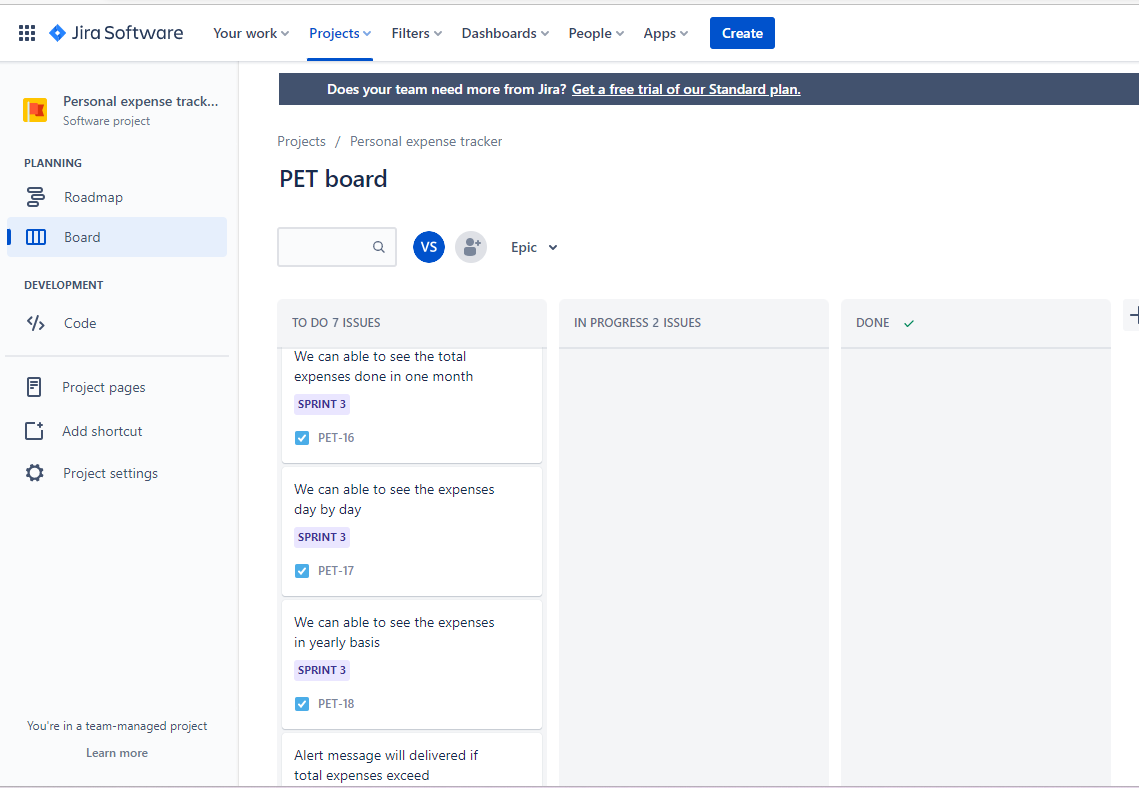 Jira Software Your work Projects Filters Dashboards People Apps Create
Personal expense track...
Software project
PLANNING
Roadmap
Board
DEVELOPMENT
Code
Project pages
Add shortcut
Project settings
You're in a team-managed project
Learn more
Does your team need more from Jira? Get a free trial of our Standard plan.
Projects / Personal expense tracker
PET board
VS Epic
TO DO 7 ISSUES
We can able to see the total
expenses done in one month
SPRINT 3
PET-16
We can able to see the expenses
day by day
SPRINT 3
PET-17
We can able to see the expenses
in yearly basis
SPRINT 3
PET-18
Alert message will delivered if
total expenses exceed
IN PROGRESS 2 ISSUES
DONE